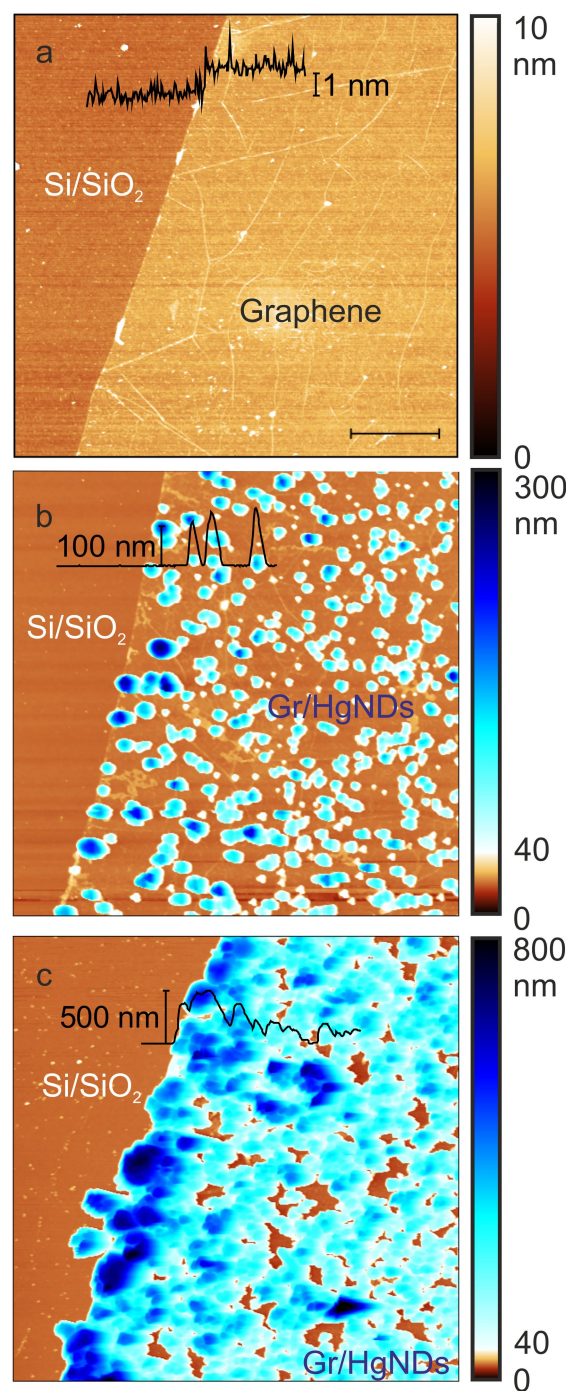 a
1 nm
Si/SiO₂
Graphene
10
nm
0
b
100 nm
Si/SiO₂
Gr/HgNDs
300
nm
40
0
c
500 nm
Si/SiO₂
Gr/HgNDs
800
nm
40
0